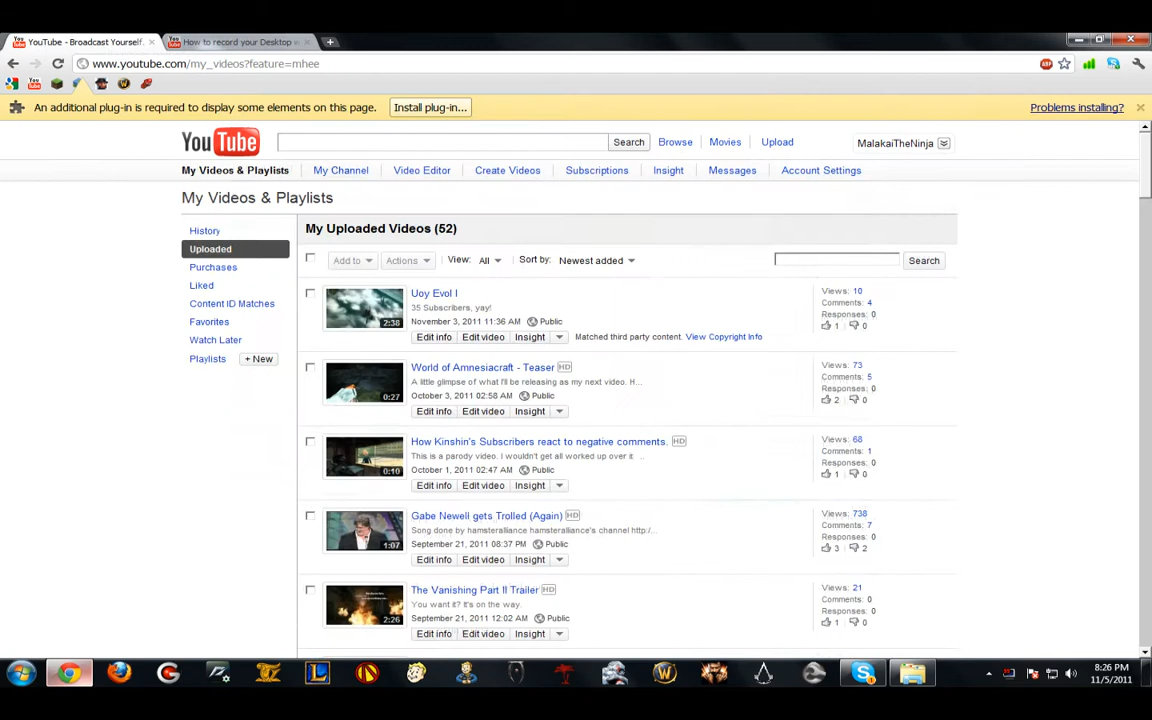 YouTube - Broadcast Yourself.
How to record your Desktop w
www.youtube.com/my_videos?feature=mhee
An additional plug-in is required to display some elements on this page. Install plug-in... Problems installing?
YouTube Search Browse Movies Upload MalakaiTheNinja
My Videos & Playlists My Channel Video Editor Create Videos Subscriptions Insight Messages Account Settings
My Videos & Playlists
History
Uploaded
Purchases
Liked
Content ID Matches
Favorites
Watch Later
Playlists + New
My Uploaded Videos (52)
Add to Actions View: All Sort by: Newest added Search
Uoy Evol I
35 Subscribers, yay!
November 3, 2011 11:36 AM Public
Edit info Edit video Insight Matched third party content. View Copyright Info
2:38
Views: 10
Comments: 4
Responses: 0
1 0
World of Amnesiacraft - Teaser HD
A little glimpse of what I'll be releasing as my next video. H...
October 3, 2011 02:58 AM Public
Edit info Edit video Insight
0:27
Views: 73
Comments: 5
Responses: 0
2 0
How Kinshin's Subscribers react to negative comments. HD
This is a parody video. i wouldn't get all worked up over it ...
October 1, 2011 02:47 AM Public
Edit info Edit video Insight
0:10
Views: 68
Comments: 1
Responses: 0
1 0
Gabe Newell gets Trolled (Again) HD
Song done by hamsteralliance hamsteralliance's channel http:/...
September 21, 2011 08:37 PM Public
Edit info Edit video Insight
1:07
Views: 738
Comments: 7
Responses: 0
3 2
The Vanishing Part II Trailer HD
You want it? It's on the way.
September 21, 2011 12:02 AM Public
Edit info Edit video Insight
2:26
Views: 21
Comments: 0
Responses: 0
1 0
8:26 PM
11/5/2011